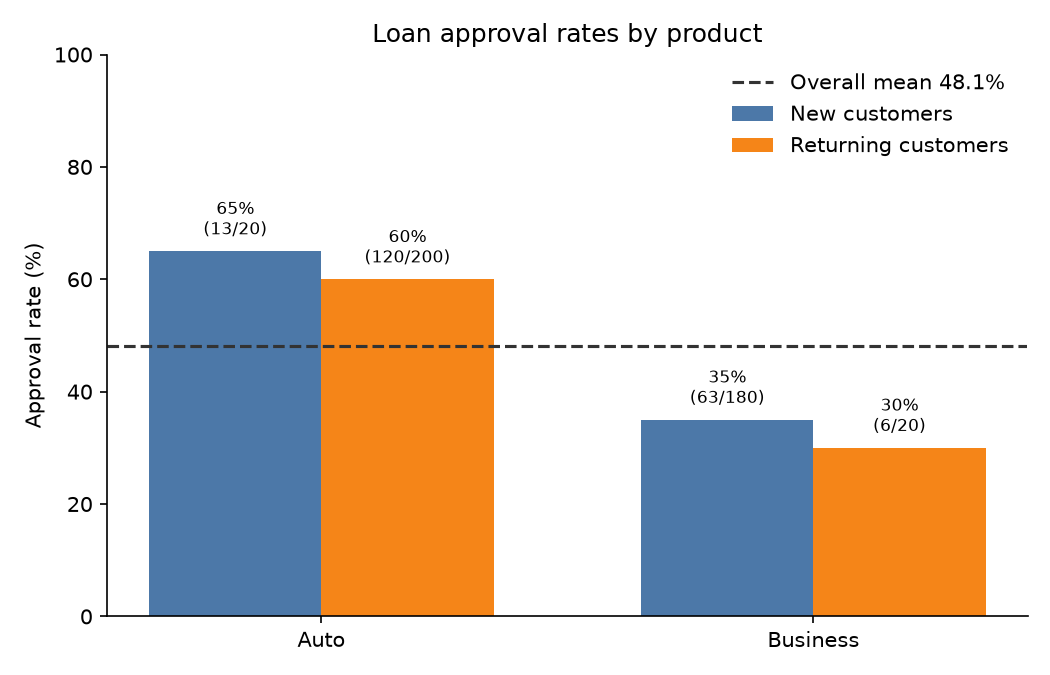 Loan approval rates by product
Overall mean 48.1%
New customers
Returning customers
Approval rate (%)
100
80
60
40
20
0
65%
(13/20)
60%
(120/200)
35%
(63/180)
30%
(6/20)
Auto
Business